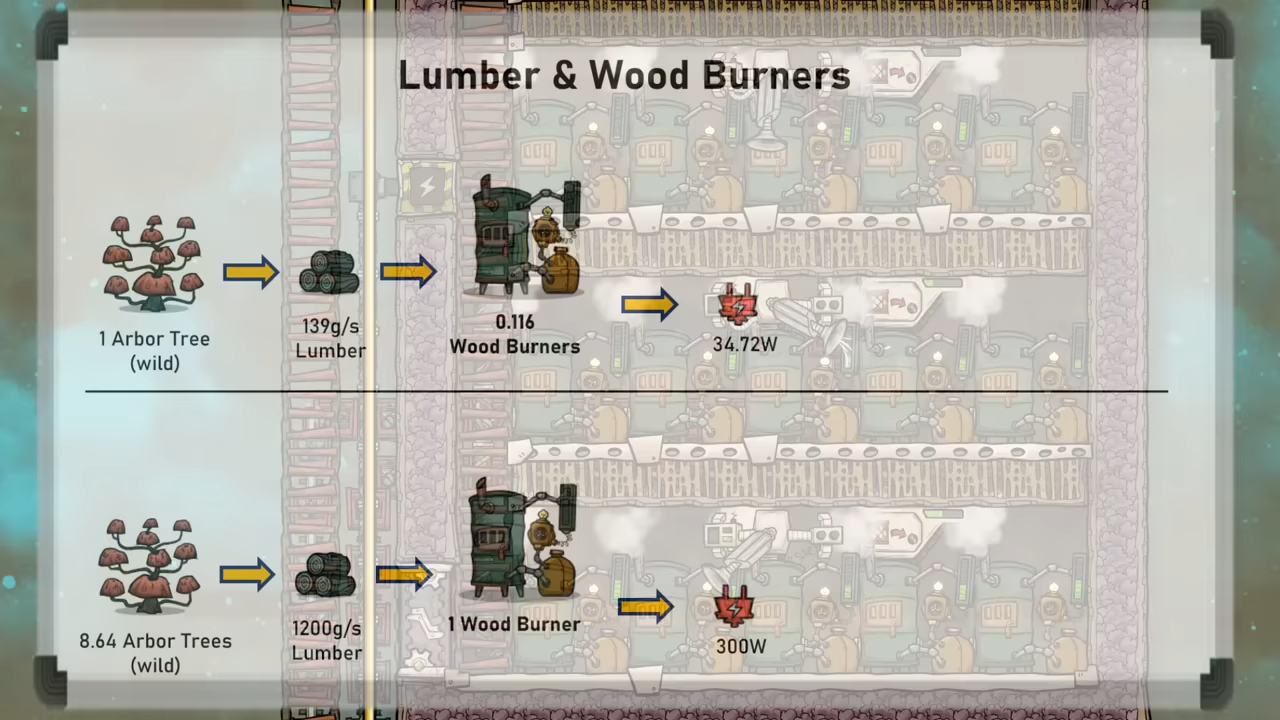 Lumber & Wood Burners
1 Arbor Tree
(wild)
139g/s
Lumber
0.116
Wood Burners
34.72W
8.64 Arbor Trees
(wild)
1200g/s
Lumber
1 Wood Burner
300W